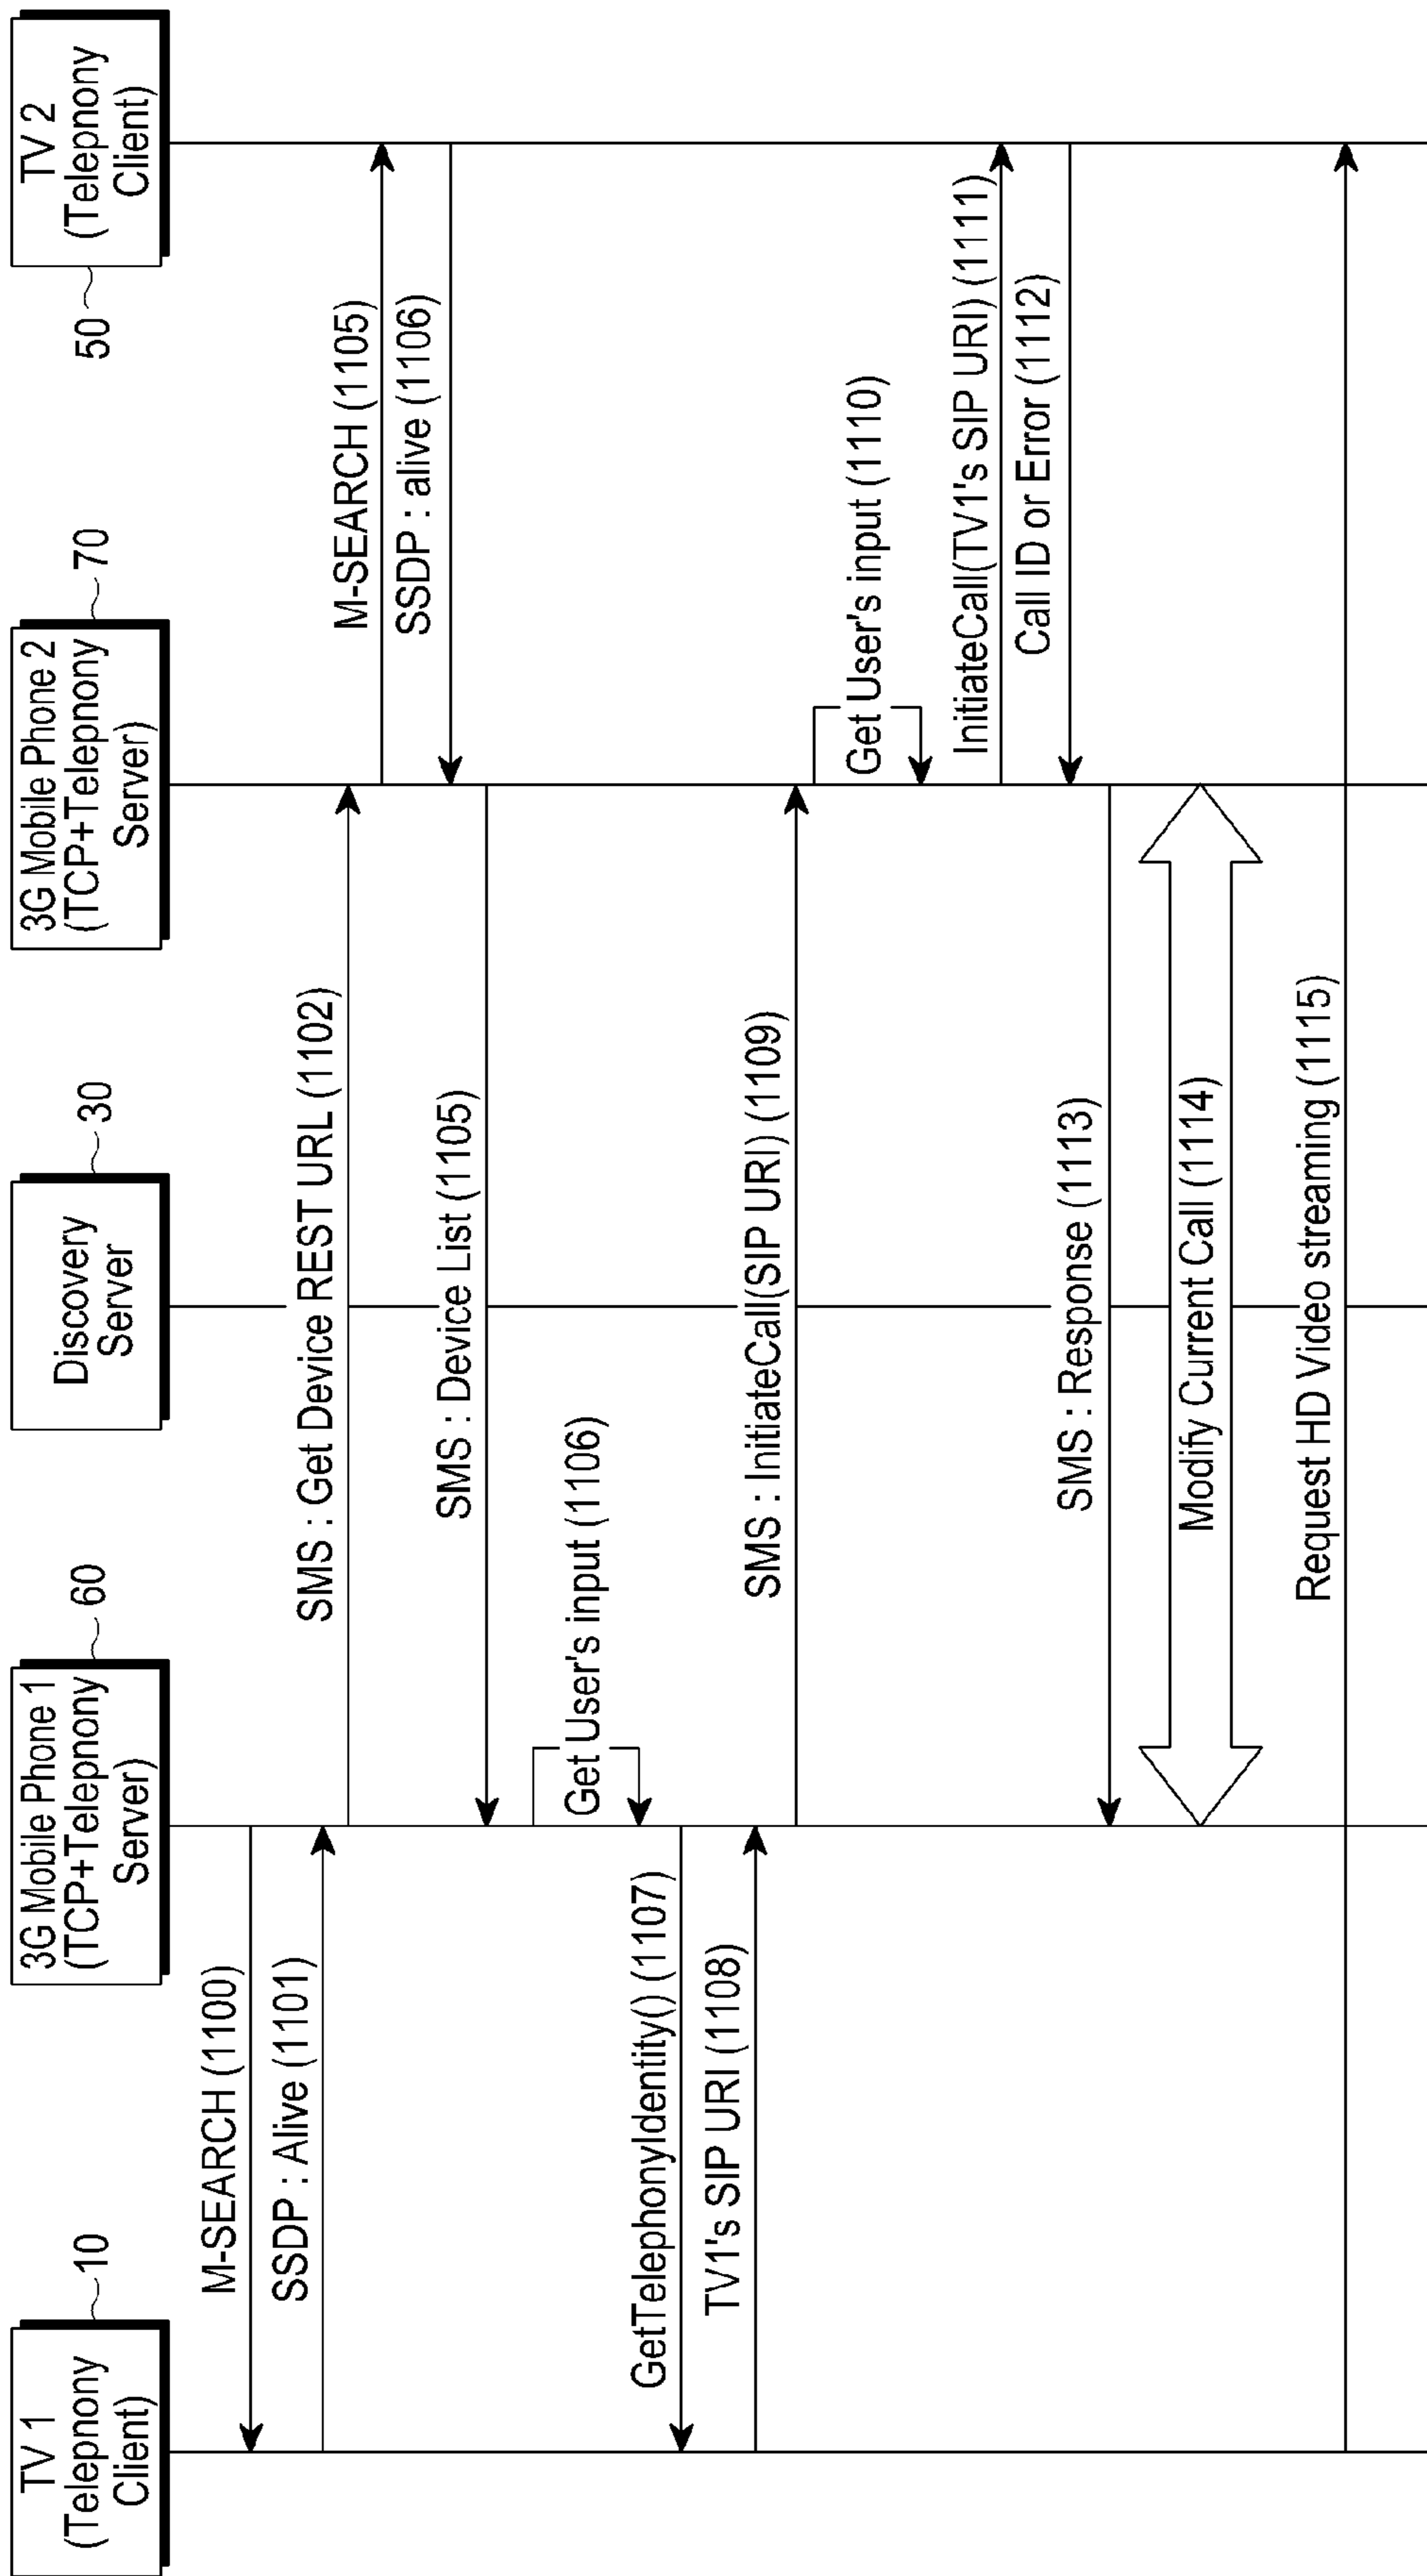 TV 1
(Telepnony
Client)
10
3G Mobile Phone 1
(TCP+Telepnony
Server)
60
Discovery
Server
30
3G Mobile Phone 2
(TCP+Telepnony
Server)
70
TV 2
(Telepnony
Client)
50
M-SEARCH (1100)
SSDP : Alive (1101)
SMS : Get Device REST URL (1102)
M-SEARCH (1105)
SSDP : alive (1106)
SMS : Device List (1105)
Get User's input (1106)
GetTelephonyIdentity() (1107)
TV1's SIP URI (1108)
SMS : InitiateCall(SIP URI) (1109)
Get User's input (1110)
InitiateCall(TV1's SIP URI) (1111)
Call ID or Error (1112)
SMS : Response (1113)
Modify Current Call (1114)
Request HD Video streaming (1115)